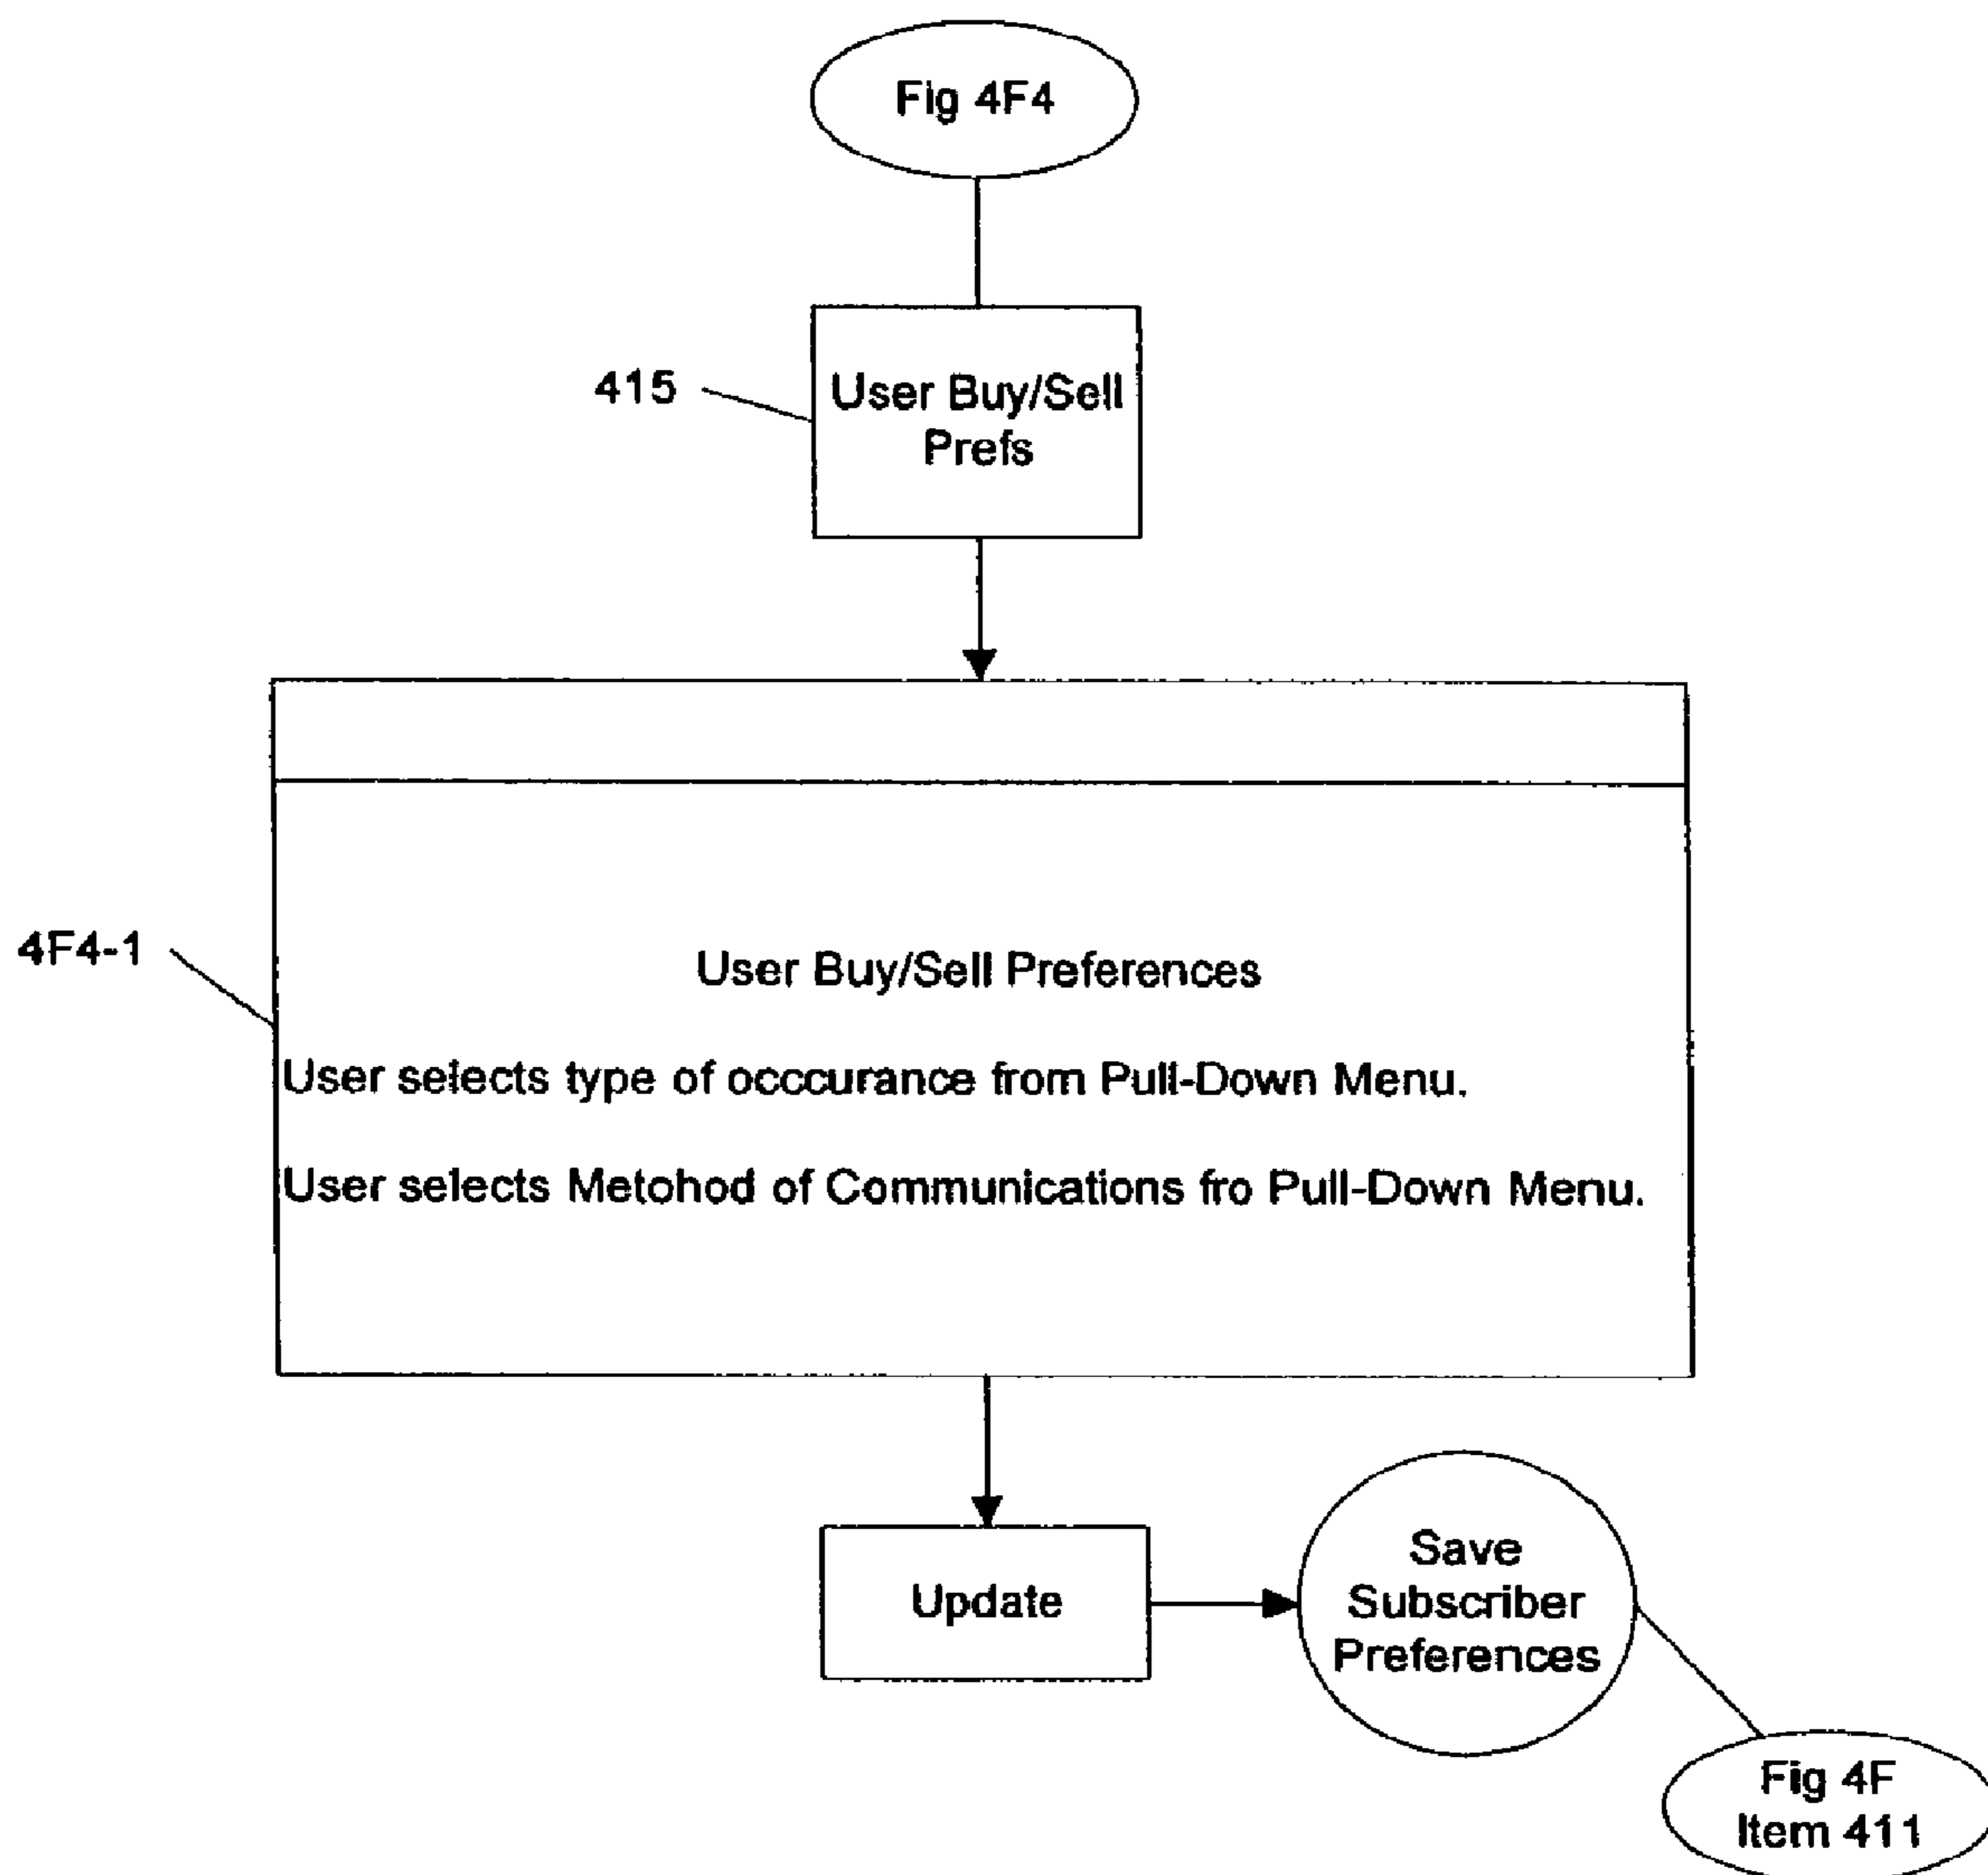 Fig 4F4
415
User Buy/Sell
Prefs
4F4-1
User Buy/Sell Preferences
User selects type of occcurance from Pull-Down Menu.
User selects Metohod of Communications fro Pull-Down Menu.
Update
Save
Subscriber
Preferences
Fig 4F
Item 411